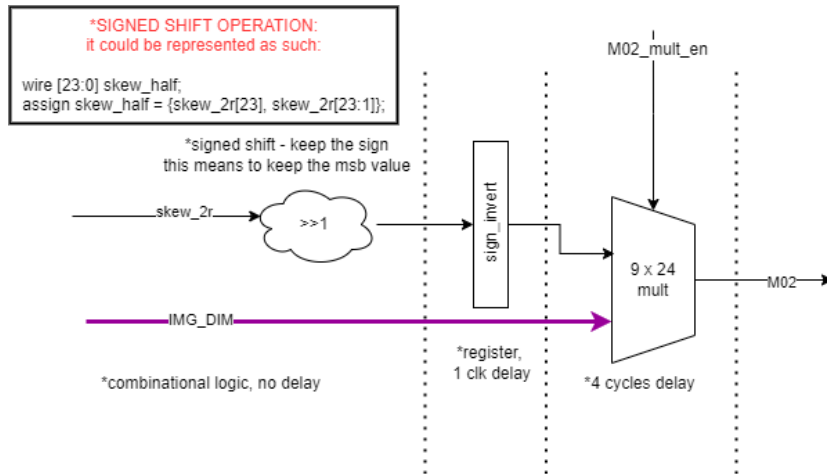 *SIGNED SHIFT OPERATION:
it could be represented as such:
wire [23:0] skew_half;
assign skew_half = {skew_2r[23], skew_2r[23:1]};
M02_mult_en
*signed shift - keep the sign
this means to keep the msb value
skew_2r
>>1
sign_invert
9 x 24
mult
M02
IMG_DIM
*register,
1 clk delay
*combinational logic, no delay
*4 cycles delay